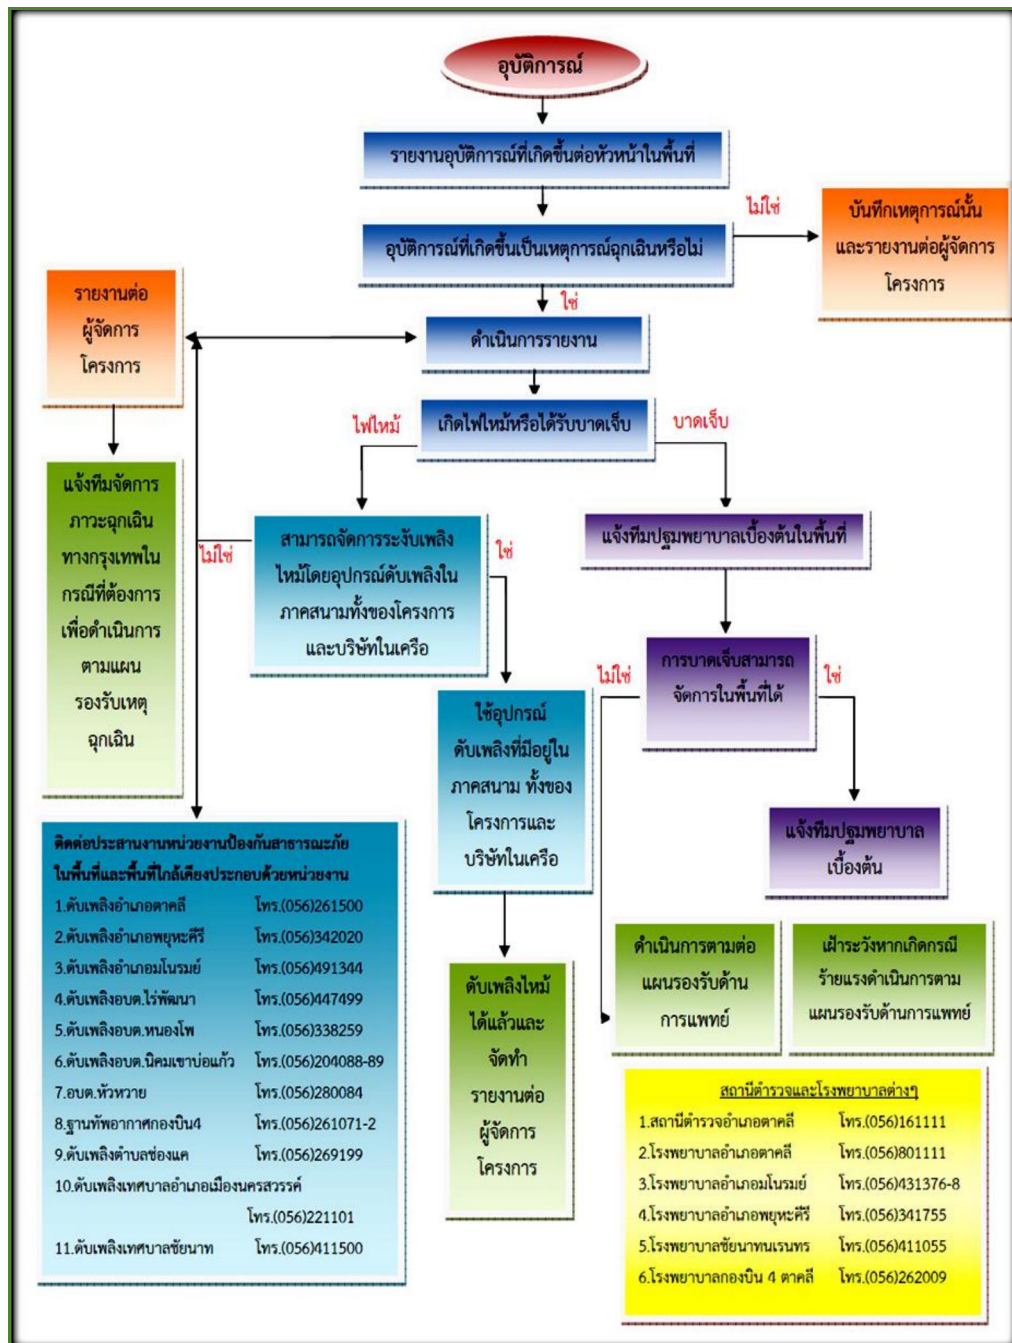 อุบัติการณ์
รายงานอุบัติการณ์ที่เกิดขึ้นต่อหัวหน้าในพื้นที่
อุบัติการณ์ที่เกิดขึ้นเป็นเหตุการณ์ฉุกเฉินหรือไม่
ไม่ใช่
บันทึกเหตุการณ์นั้น
และรายงานต่อผู้จัดการ
โครงการ
ใช่
รายงานต่อ
ผู้จัดการ
โครงการ
ดำเนินการรายงาน
เกิดไฟไหม้หรือได้รับบาดเจ็บ
ไฟไหม้
บาดเจ็บ
แจ้งทีมจัดการ
ภาวะฉุกเฉิน
ทางกรุงเทพใน
กรณีที่ต้องการ
เพื่อดำเนินการ
ตามแผน
รองรับเหตุ
ฉุกเฉิน
ไม่ใช่
สามารถจัดการระงับเพลิง
ไหม้โดยอุปกรณ์ดับเพลิงใน
ภาคสนามทั้งของโครงการ
และบริษัทในเครือ
ใช่
แจ้งทีมปฐมพยาบาลเบื้องต้นในพื้นที่
ไม่ใช่
การบาดเจ็บสามารถ
จัดการในพื้นที่ได้
ใช่
ใช้อุปกรณ์
ดับเพลิงที่มีอยู่ใน
ภาคสนาม ทั้งของ
โครงการและ
บริษัทในเครือ
แจ้งทีมปฐมพยาบาล
เบื้องต้น
ติดต่อประสานงานหน่วยงานป้องกันสาธารณะภัย
ในพื้นที่และพื้นที่ใกล้เคียงประกอบด้วยหน่วยงาน
1.ดับเพลิงอำเภอตาคลี โทร.(056)261500
2.ดับเพลิงอำเภอพยุหะคีรี โทร.(056)342020
3.ดับเพลิงอำเภอมโนรมย์ โทร.(056)491344
4.ดับเพลิงอบต.ไร่พัฒนา โทร.(056)447499
5.ดับเพลิงอบต.หนองโพ โทร.(056)338259
6.ดับเพลิงอบต.นิคมเขาบ่อแก้ว โทร.(056)204088-89
7.อบต.หัวหวาย โทร.(056)280084
8.ฐานทัพอากาศกองบิน4 โทร.(056)261071-2
9.ดับเพลิงตำบลช่องแค โทร.(056)269199
10.ดับเพลิงเทศบาลอำเภอเมืองนครสวรรค์
โทร.(056)221101
11.ดับเพลิงเทศบาลชัยนาท โทร.(056)411500
ดับเพลิงไหม้
ได้แล้วและ
จัดทำ
รายงานต่อ
ผู้จัดการ
โครงการ
ดำเนินการตามต่อ
แผนรองรับด้าน
การแพทย์
เฝ้าระวังหากเกิดกรณี
ร้ายแรงดำเนินการตาม
แผนรองรับด้านการแพทย์
สถานีตำรวจและโรงพยาบาลต่างๆ
1.สถานีตำรวจอำเภอตาคลี โทร.(056)161111
2.โรงพยาบาลอำเภอตาคลี โทร.(056)801111
3.โรงพยาบาลอำเภอมโนรมย์ โทร.(056)431376-8
4.โรงพยาบาลอำเภอพยุหะคีรี โทร.(056)341755
5.โรงพยาบาลชัยนาทนเรนทร โทร.(056)411055
6.โรงพยาบาลกองบิน 4 ตาคลี โทร.(056)262009